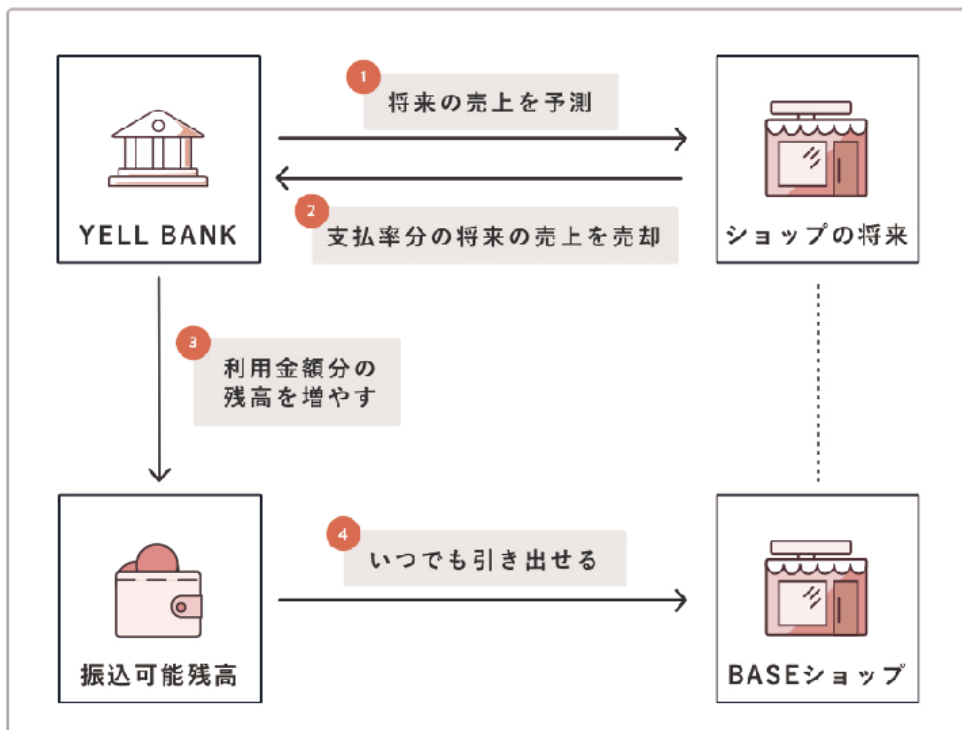 1
将来の売上を予測
2
支払率分の将来の売上を売却
YELL BANK
ショップの将来
3
利用金額分の
残高を増やす
4
いつでも引き出せる
振込可能残高
BASEショップ